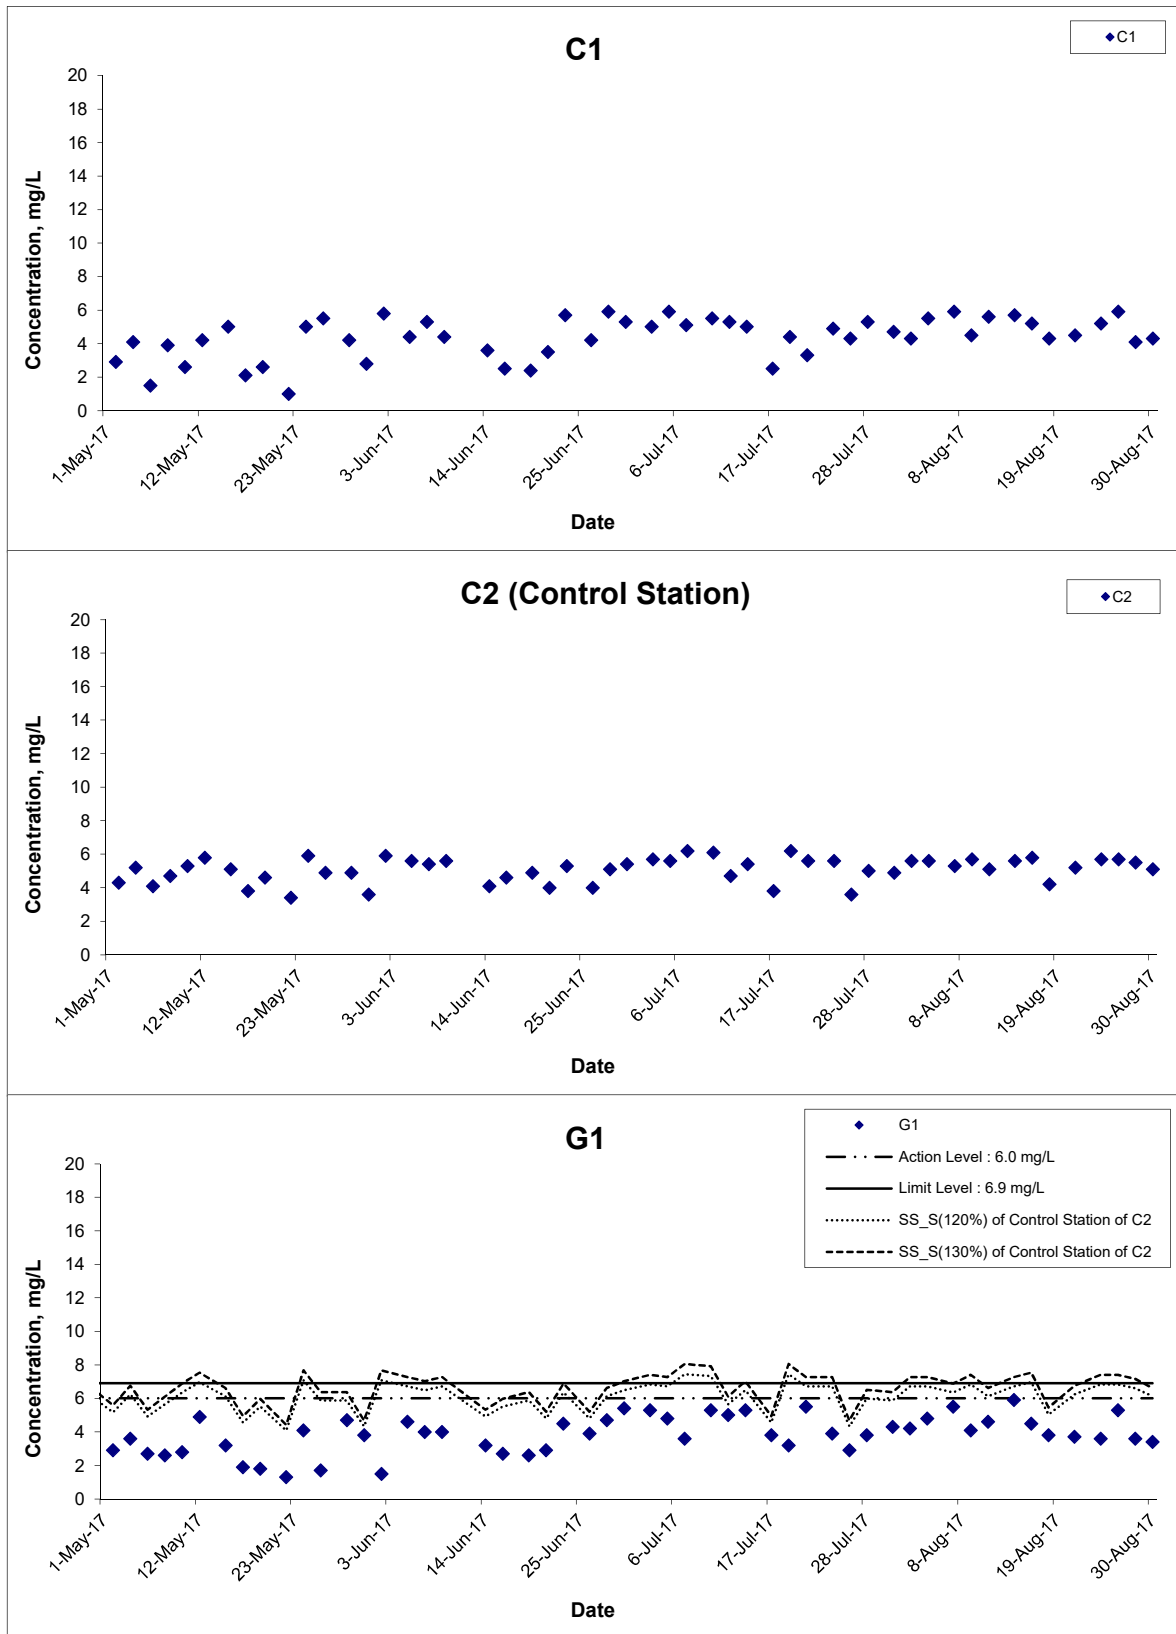 C1
C1
20
18
16
14
12
10
8
6
4
2
0
Concentration, mg/L
1-May-17
12-May-17
23-May-17
3-Jun-17
14-Jun-17
25-Jun-17
6-Jul-17
17-Jul-17
28-Jul-17
8-Aug-17
19-Aug-17
30-Aug-17
Date
C2 (Control Station)
C2
20
18
16
14
12
10
8
6
4
2
0
Concentration, mg/L
1-May-17
12-May-17
23-May-17
3-Jun-17
14-Jun-17
25-Jun-17
6-Jul-17
17-Jul-17
28-Jul-17
8-Aug-17
19-Aug-17
30-Aug-17
Date
G1
G1
Action Level : 6.0 mg/L
Limit Level : 6.9 mg/L
SS_S(120%) of Control Station of C2
SS_S(130%) of Control Station of C2
20
18
16
14
12
10
8
6
4
2
0
Concentration, mg/L
1-May-17
12-May-17
23-May-17
3-Jun-17
14-Jun-17
25-Jun-17
6-Jul-17
17-Jul-17
28-Jul-17
8-Aug-17
19-Aug-17
30-Aug-17
Date